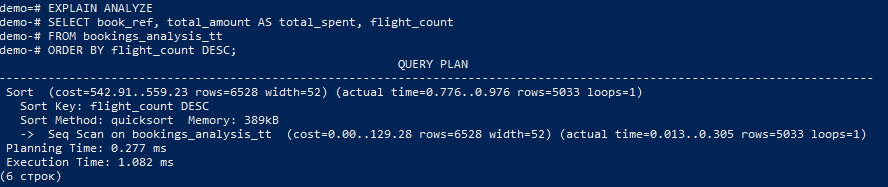 demo=# EXPLAIN ANALYZE
demo-# SELECT book_ref, total_amount AS total_spent, flight_count
demo-# FROM bookings_analysis_tt
demo-# ORDER BY flight_count DESC;
QUERY PLAN
---------------------------------------------------------------------------------------------------------------------------
Sort  (cost=542.91..559.23 rows=6528 width=52) (actual time=0.776..0.976 rows=5033 loops=1)
  Sort Key: flight_count DESC
  Sort Method: quicksort  Memory: 389kB
  ->  Seq Scan on bookings_analysis_tt  (cost=0.00..129.28 rows=6528 width=52) (actual time=0.013..0.305 rows=5033 loops=1)
Planning Time: 0.277 ms
Execution Time: 1.082 ms
(6 строк)